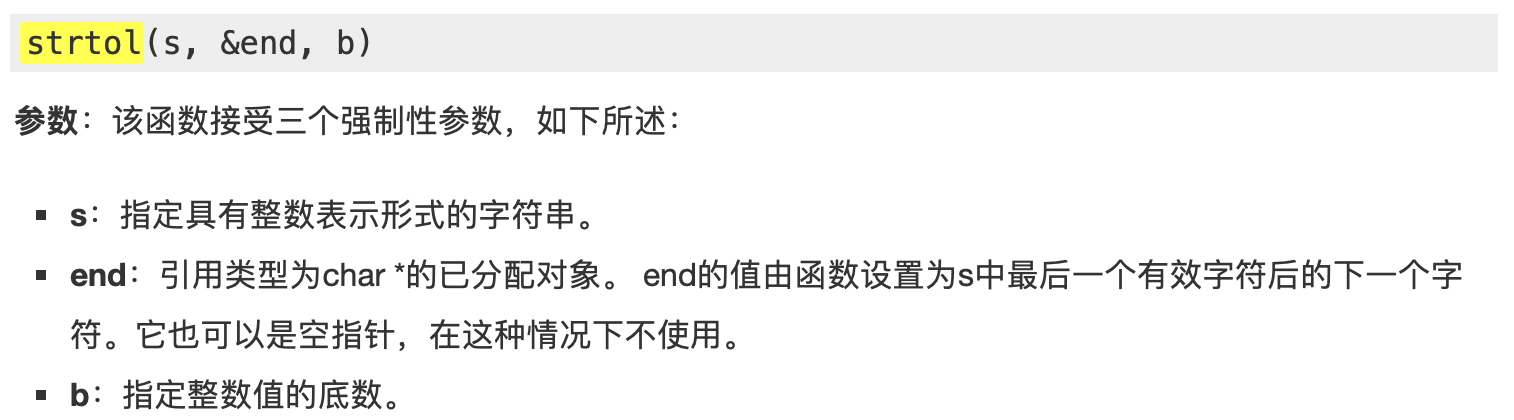 strtol(s, &end, b)
参数：该函数接受三个强制性参数，如下所述：
▪ s：指定具有整数表示形式的字符串。
▪ end：引用类型为char *的已分配对象。 end的值由函数设置为s中最后一个有效字符后的下一个字
符。它也可以是空指针，在这种情况下不使用。
▪ b：指定整数值的底数。